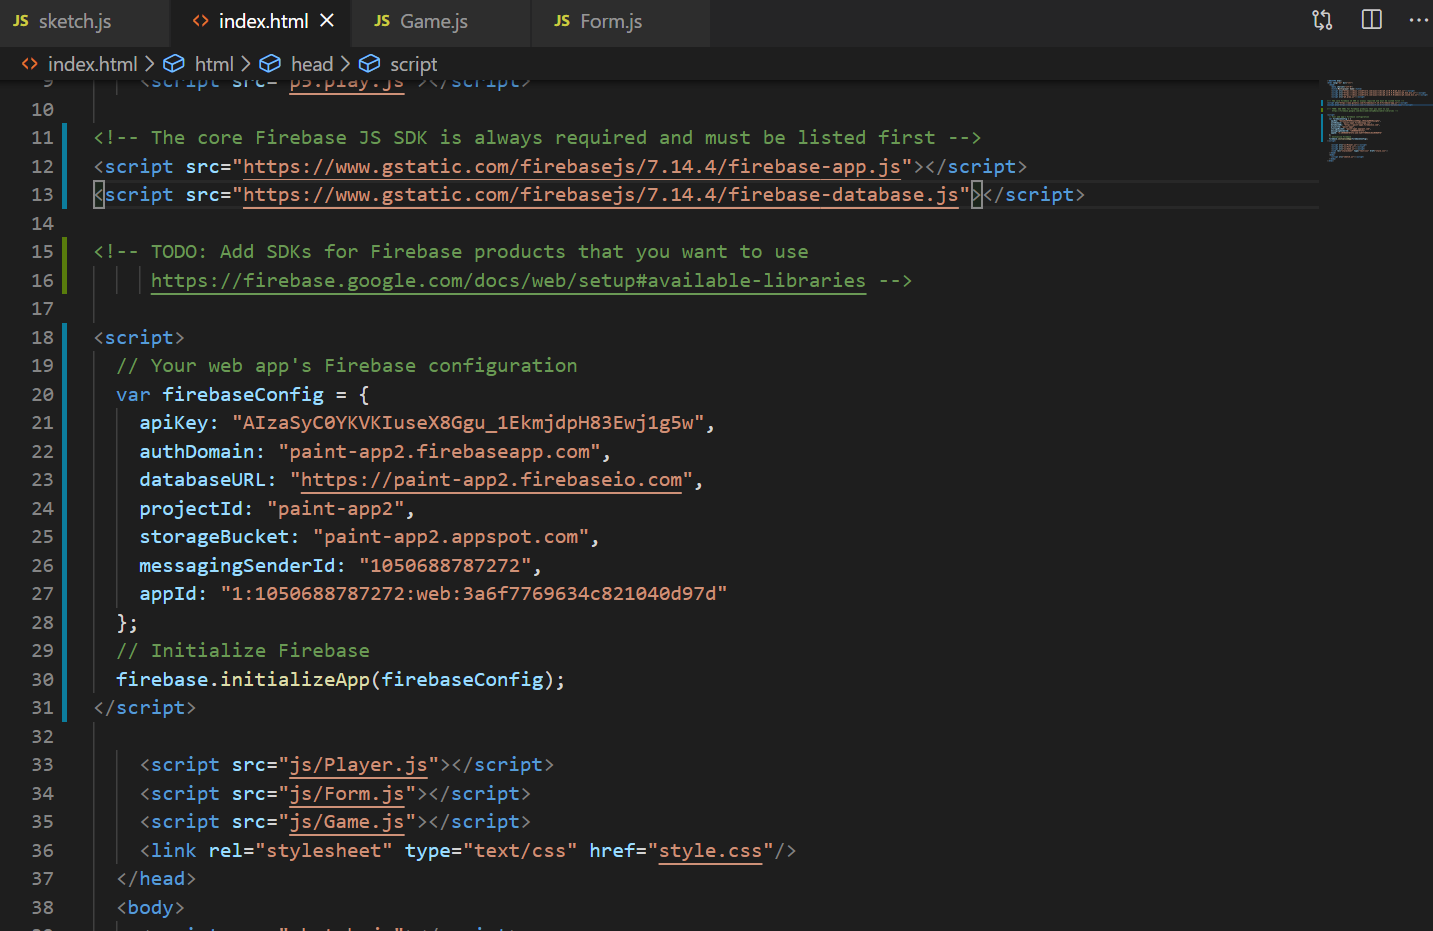 JS sketch.js <> index.html × JS Game.js JS Form.js ...
<> index.html > html > head > script
9 <script src="p5.play.js"></script>
10
11 <!-- The core Firebase JS SDK is always required and must be listed first -->
12 <script src="https://www.gstatic.com/firebasejs/7.14.4/firebase-app.js"></script>
13 <script src="https://www.gstatic.com/firebasejs/7.14.4/firebase-database.js"></script>
14
15 <!-- TODO: Add SDKs for Firebase products that you want to use
16 https://firebase.google.com/docs/web/setup#available-libraries -->
17
18 <script>
19 // Your web app's Firebase configuration
20 var firebaseConfig = {
21 apiKey: "AIzaSyC0YKVKIuseX8Ggu_1EkmjdpH83Ewj1g5w",
22 authDomain: "paint-app2.firebaseapp.com",
23 databaseURL: "https://paint-app2.firebaseio.com",
24 projectId: "paint-app2",
25 storageBucket: "paint-app2.appspot.com",
26 messagingSenderId: "1050688787272",
27 appId: "1:1050688787272:web:3a6f7769634c821040d97d"
28 };
29 // Initialize Firebase
30 firebase.initializeApp(firebaseConfig);
31 </script>
32
33 <script src="js/Player.js"></script>
34 <script src="js/Form.js"></script>
35 <script src="js/Game.js"></script>
36 <link rel="stylesheet" type="text/css" href="style.css"/>
37 </head>
38 <body>